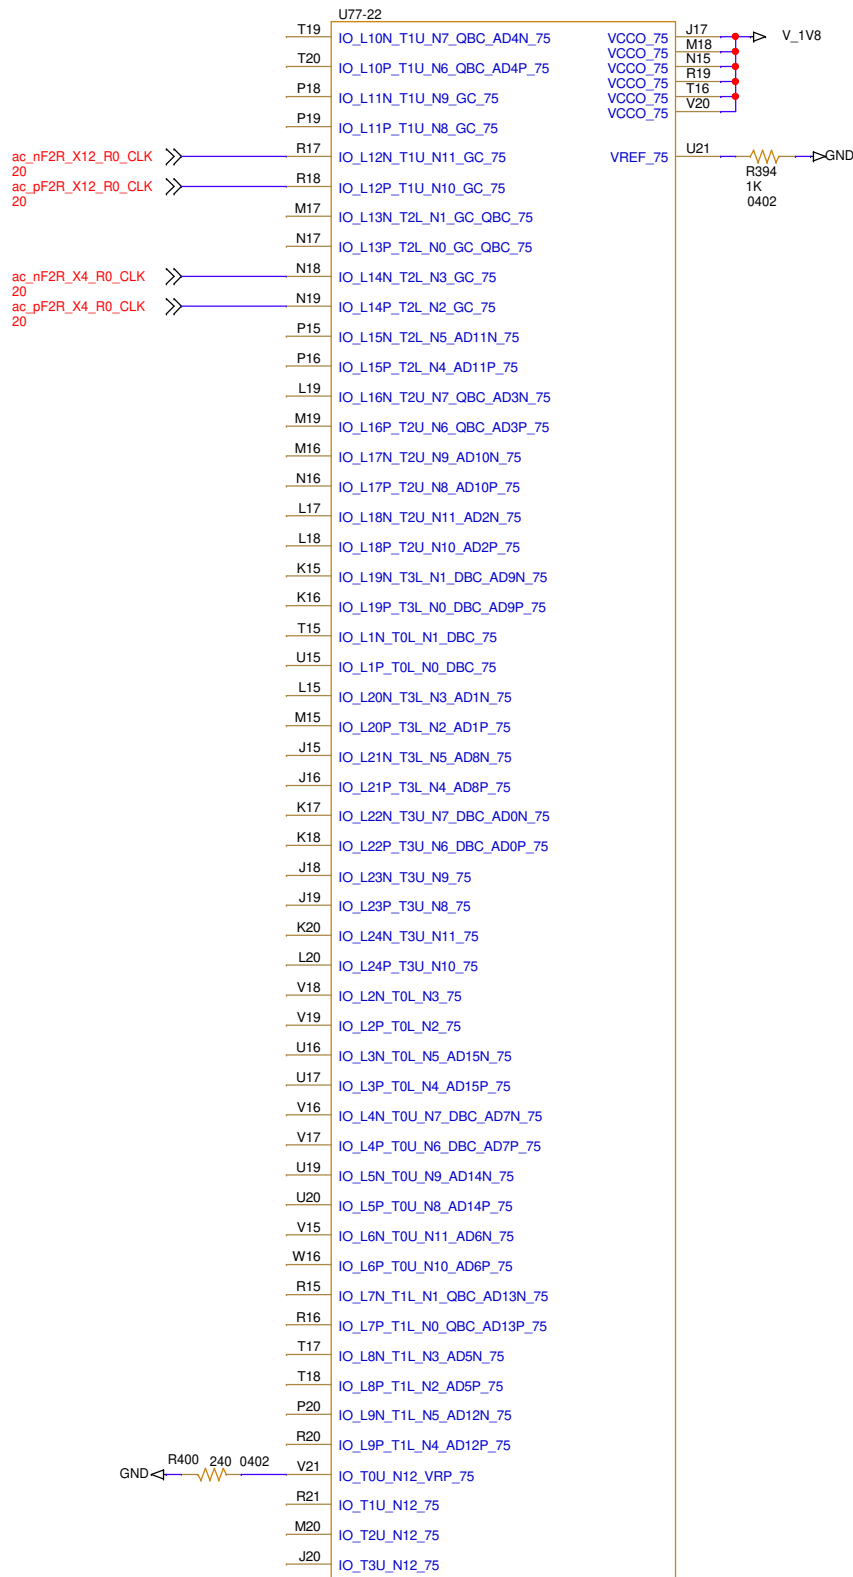 U77-22
T19 IO_L10N_T1U_N7_QBC_AD4N_75 VCCO_75 J17 V_1V8
VCCO_75 M18
T20 IO_L10P_T1U_N6_QBC_AD4P_75 VCCO_75 N15
VCCO_75 R19
P18 IO_L11N_T1U_N9_GC_75 VCCO_75 T16
VCCO_75 V20
P19 IO_L11P_T1U_N8_GC_75
ac_nF2R_X12_R0_CLK R17 IO_L12N_T1U_N11_GC_75 VREF_75 U21 GND
20 R394
ac_pF2R_X12_R0_CLK R18 IO_L12P_T1U_N10_GC_75 1K
20 0402
M17 IO_L13N_T2L_N1_GC_QBC_75
N17 IO_L13P_T2L_N0_GC_QBC_75
ac_nF2R_X4_R0_CLK N18 IO_L14N_T2L_N3_GC_75
20
ac_pF2R_X4_R0_CLK N19 IO_L14P_T2L_N2_GC_75
20
P15 IO_L15N_T2L_N5_AD11N_75
P16 IO_L15P_T2L_N4_AD11P_75
L19 IO_L16N_T2U_N7_QBC_AD3N_75
M19 IO_L16P_T2U_N6_QBC_AD3P_75
M16 IO_L17N_T2U_N9_AD10N_75
N16 IO_L17P_T2U_N8_AD10P_75
L17 IO_L18N_T2U_N11_AD2N_75
L18 IO_L18P_T2U_N10_AD2P_75
K15 IO_L19N_T3L_N1_DBC_AD9N_75
K16 IO_L19P_T3L_N0_DBC_AD9P_75
T15 IO_L1N_T0L_N1_DBC_75
U15 IO_L1P_T0L_N0_DBC_75
L15 IO_L20N_T3L_N3_AD1N_75
M15 IO_L20P_T3L_N2_AD1P_75
J15 IO_L21N_T3L_N5_AD8N_75
J16 IO_L21P_T3L_N4_AD8P_75
K17 IO_L22N_T3U_N7_DBC_AD0N_75
K18 IO_L22P_T3U_N6_DBC_AD0P_75
J18 IO_L23N_T3U_N9_75
J19 IO_L23P_T3U_N8_75
K20 IO_L24N_T3U_N11_75
L20 IO_L24P_T3U_N10_75
V18 IO_L2N_T0L_N3_75
V19 IO_L2P_T0L_N2_75
U16 IO_L3N_T0L_N5_AD15N_75
U17 IO_L3P_T0L_N4_AD15P_75
V16 IO_L4N_T0U_N7_DBC_AD7N_75
V17 IO_L4P_T0U_N6_DBC_AD7P_75
U19 IO_L5N_T0U_N9_AD14N_75
U20 IO_L5P_T0U_N8_AD14P_75
V15 IO_L6N_T0U_N11_AD6N_75
W16 IO_L6P_T0U_N10_AD6P_75
R15 IO_L7N_T1L_N1_QBC_AD13N_75
R16 IO_L7P_T1L_N0_QBC_AD13P_75
T17 IO_L8N_T1L_N3_AD5N_75
T18 IO_L8P_T1L_N2_AD5P_75
P20 IO_L9N_T1L_N5_AD12N_75
R20 IO_L9P_T1L_N4_AD12P_75
GND R400 240 0402 V21 IO_T0U_N12_VRP_75
R21 IO_T1U_N12_75
M20 IO_T2U_N12_75
J20 IO_T3U_N12_75